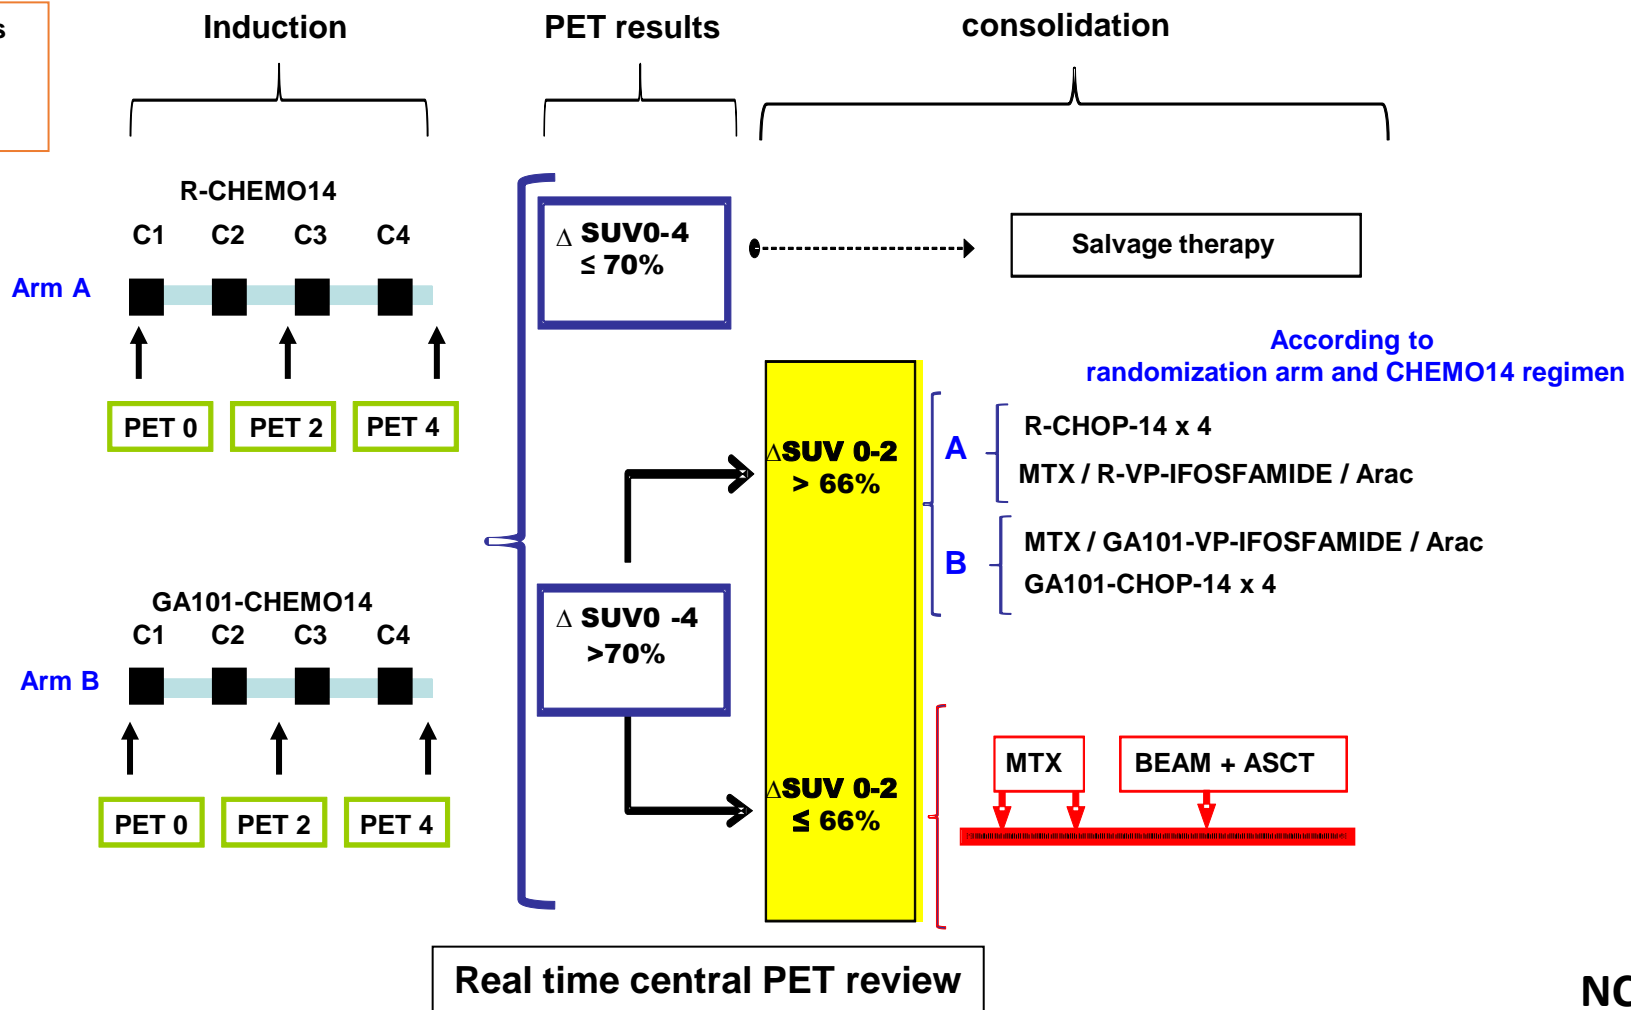 Induction
PET results
consolidation
R-CHEMO14
C1 C2 C3 C4
Arm A
PET 0
PET 2
PET 4
GA101-CHEMO14
C1 C2 C3 C4
Arm B
PET 0
PET 2
PET 4
Δ SUV0-4
≤ 70%
Salvage therapy
According to
randomization arm and CHEMO14 regimen
ΔSUV 0-2
> 66%
A
R-CHOP-14 x 4
MTX / R-VP-IFOSFAMIDE / Arac
B
MTX / GA101-VP-IFOSFAMIDE / Arac
GA101-CHOP-14 x 4
Δ SUV0 -4
>70%
ΔSUV 0-2
≤ 66%
MTX
BEAM + ASCT
Real time central PET review